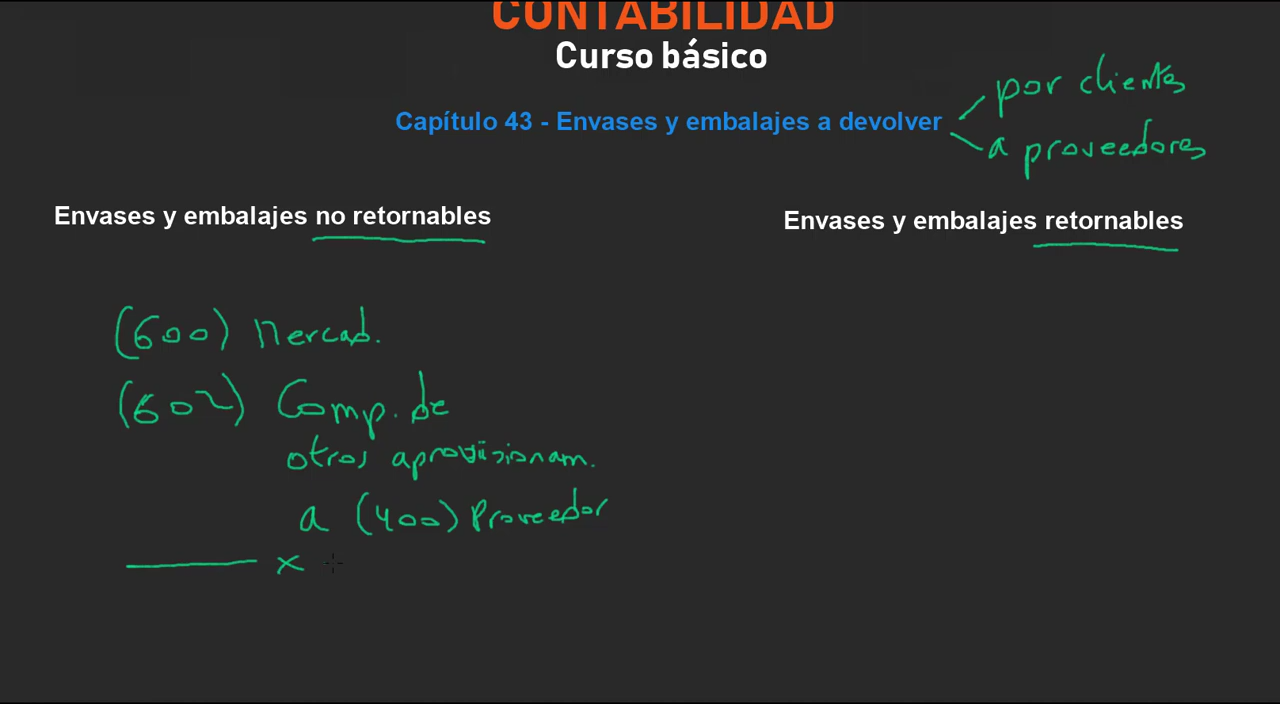 CONTABILIDAD
Curso básico
Capítulo 43 - Envases y embalajes a devolver
por clientes
a proveedores
Envases y embalajes no retornables
(600) Mercad.
(602) Comp. de
otros aprovisionam.
a (400) Proveedor
x
Envases y embalajes retornables